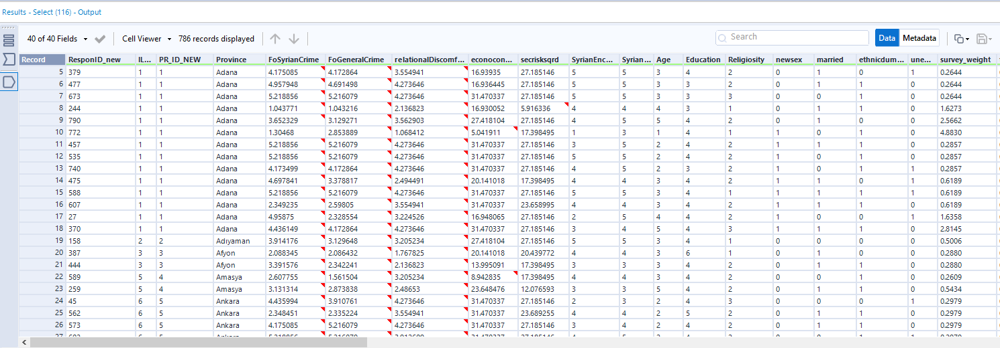 Results - Select (116) - Output
40 of 40 Fields Cell Viewer 786 records displayed Search Data Metadata
Record ResponID_new IL... PR_ID_NEW Province FoSyrianCrime FoGeneralCrime relationalDiscomf... econocon... secrisksqrd SyrianEnc... Syrian ... Age Education Religiosity newsex married ethnicdum... une... survey_weight
5 379 1 1 Adana 4.175085 4.172864 3.554941 16.93935 27.185146 5 5 3 4 2 0 1 0 1 0.2644
6 477 1 1 Adana 4.957948 4.691498 4.273646 16.936445 27.185146 5 5 3 3 2 0 1 1 0 0.2644
7 673 1 1 Adana 5.218856 5.216079 4.273646 31.470337 27.185146 5 5 3 3 3 0 0 1 0 0.2644
8 244 1 1 Adana 1.043771 1.043216 2.136823 16.930052 5.916336 4 4 4 3 1 0 1 1 0 1.6273
9 790 1 1 Adana 3.652329 3.129271 3.562903 27.418104 27.185146 4 5 5 4 2 0 1 0 0 2.5662
10 772 1 1 Adana 1.30468 2.853889 1.068412 5.041911 17.398495 1 3 1 4 1 1 0 1 0 4.8830
11 457 1 1 Adana 5.218856 5.216079 4.273646 31.470337 27.185146 3 5 2 4 2 1 1 1 0 0.2857
12 535 1 1 Adana 5.218856 5.216079 4.273646 31.470337 27.185146 5 5 2 4 2 1 0 1 0 0.2857
13 740 1 1 Adana 4.173499 4.172864 4.273646 31.470337 27.185146 4 5 2 3 2 1 0 1 1 0.2857
14 475 1 1 Adana 4.697841 3.378817 2.494491 20.141018 17.398495 4 4 3 4 2 1 1 0 1 0.6189
15 588 1 1 Adana 5.218856 5.216079 4.273646 31.470337 27.185146 5 5 3 4 1 1 1 1 1 0.6189
16 607 1 1 Adana 2.349235 2.59805 3.554941 31.470337 23.658995 4 4 3 4 2 1 1 1 0 0.6189
17 27 1 1 Adana 4.95875 2.328554 3.224526 16.948065 27.185146 2 5 4 4 2 1 0 0 1 1.6358
18 370 1 1 Adana 4.436149 4.172864 4.273646 31.470337 27.185146 3 4 5 4 3 1 1 1 0 2.8145
19 158 2 2 Adıyaman 3.914176 3.129648 3.205234 27.418104 27.185146 5 5 3 4 1 0 0 0 0 0.5006
20 387 3 3 Afyon 2.088345 2.086432 1.767825 20.141018 20.439772 4 4 3 6 1 0 1 0 0 0.2880
21 444 3 3 Afyon 3.391576 2.342241 2.136823 13.995091 17.398495 3 3 3 4 2 0 1 1 0 0.2880
22 589 5 4 Amasya 2.607755 1.561504 3.205234 8.942835 17.398495 4 4 3 4 2 0 0 1 0 0.2609
23 259 5 4 Amasya 3.131314 2.873838 2.48653 23.648476 12.076593 3 3 5 4 2 0 1 1 0 0.5434
24 45 6 5 Ankara 4.435994 3.910761 4.273646 31.470337 27.185146 2 3 2 4 3 0 0 0 1 0.2979
25 562 6 5 Ankara 2.348451 2.335224 3.554941 31.470337 23.689255 4 4 2 5 2 0 0 1 0 0.2979
26 573 6 5 Ankara 4.175085 5.216079 4.273646 31.470337 27.185146 3 4 2 4 2 0 1 1 0 0.2979